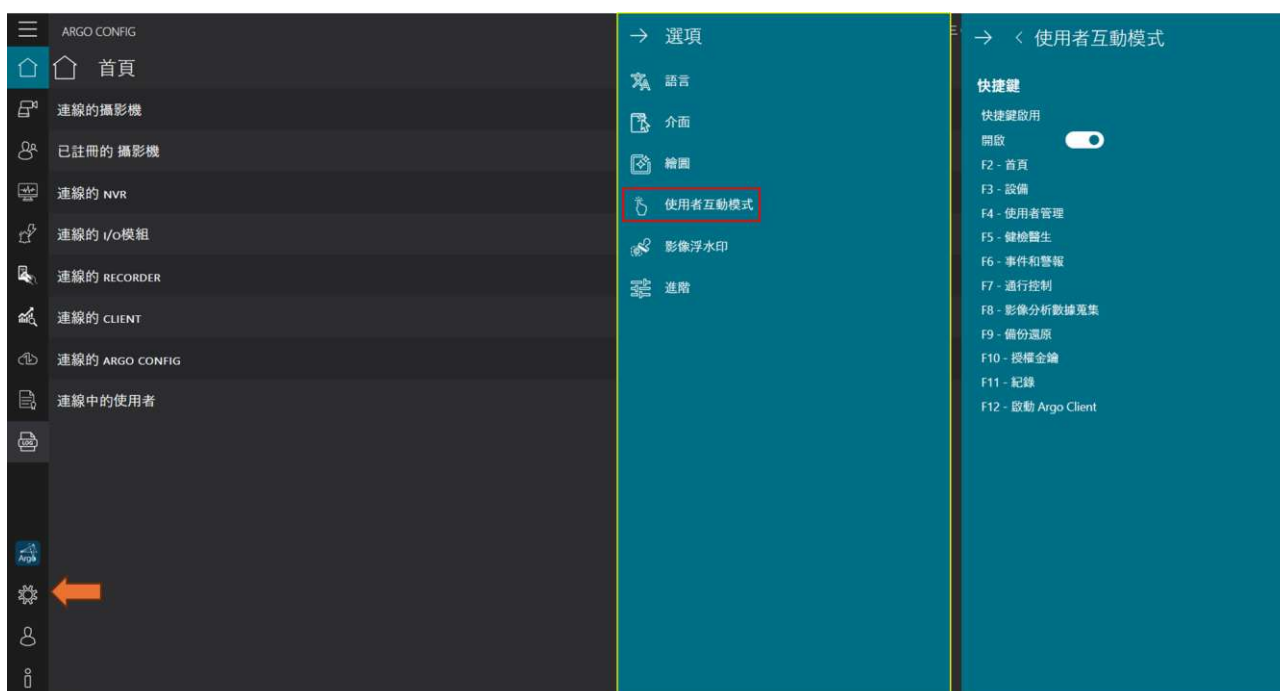 ARGO CONFIG
首頁
連線的攝影機
已註冊的 攝影機
連線的 NVR
連線的 I/O模組
連線的 RECORDER
連線的 CLIENT
連線的 ARGO CONFIG
連線中的使用者
LOG
Argo
選項
語言
介面
繪圖
使用者互動模式
影像浮水印
進階
使用者互動模式
快捷鍵
快捷鍵啟用
開啟
F2 - 首頁
F3 - 設備
F4 - 使用者管理
F5 - 健檢醫生
F6 - 事件和警報
F7 - 通行控制
F8 - 影像分析數據蒐集
F9 - 備份還原
F10 - 授權金鑰
F11 - 紀錄
F12 - 啟動 Argo Client